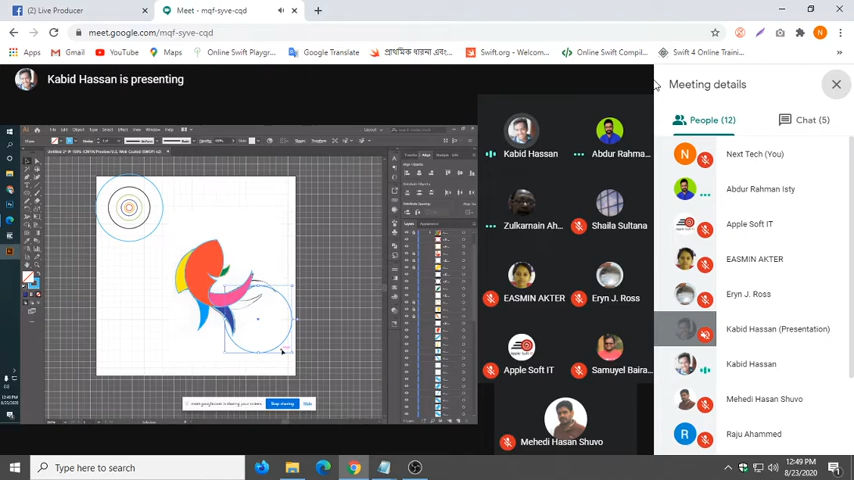 (2) Live Producer
Meet - mqf-syve-cqd
meet.google.com/mqf-syve-cqd
Apps
Gmail
YouTube
Maps
Online Swift Playgr...
Google Translate
প্রাথমিক ধারনা এবং...
Swift.org - Welcom...
Online Swift Compil...
Swift 4 Online Traini...
Kabid Hassan is presenting
Meeting details
People (12)
Chat (5)
Kabid Hassan
Abdur Rahma...
Zulkarnain Ah...
Shaila Sultana
EASMIN AKTER
Eryn J. Ross
Apple Soft IT
Samuyel Baira...
Mehedi Hasan Shuvo
Next Tech (You)
Abdur Rahman Isty
Apple Soft IT
EASMIN AKTER
Eryn J. Ross
Kabid Hassan (Presentation)
Kabid Hassan
Mehedi Hasan Shuvo
Raju Ahammed
Stop sharing
Hide
Type here to search
12:49 PM
8/23/2020